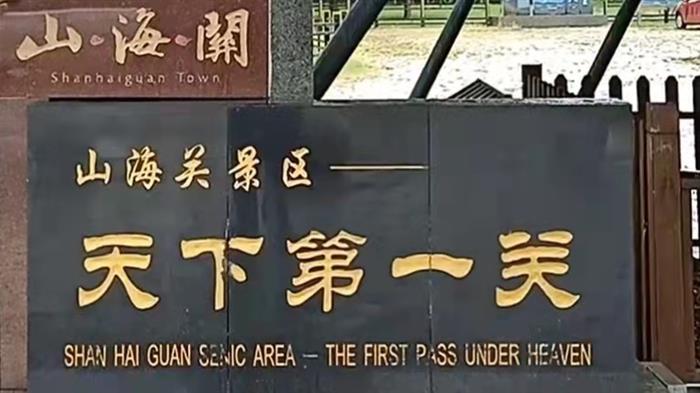 山·海·關
Shanhaiguan Town
山海关景区——
天下第一关
SHAN HAI GUAN SENIC AREA — THE FIRST PASS UNDER HEAVEN